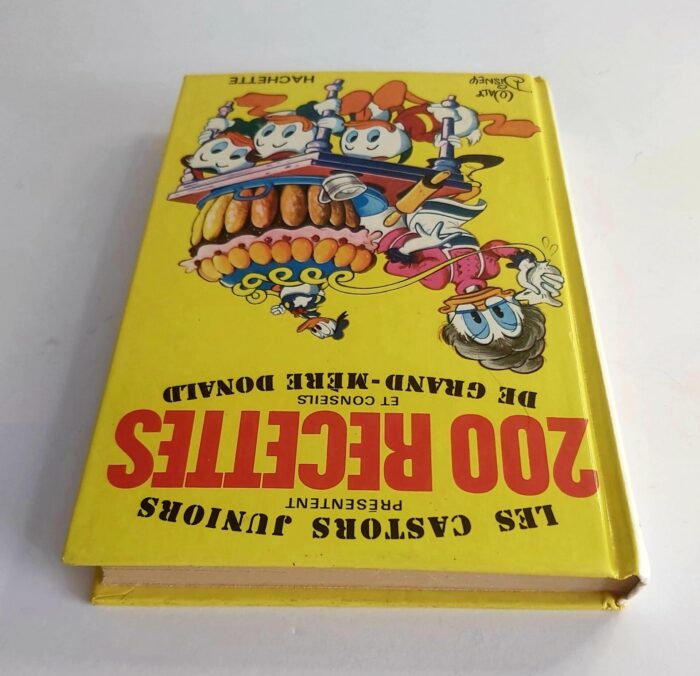 LES CASTORS JUNIORS
PRÉSENTENT
200 RECETTES
ET CONSEILS
DE GRAND-MÈRE DONALD
WALT
DISNEY
HACHETTE